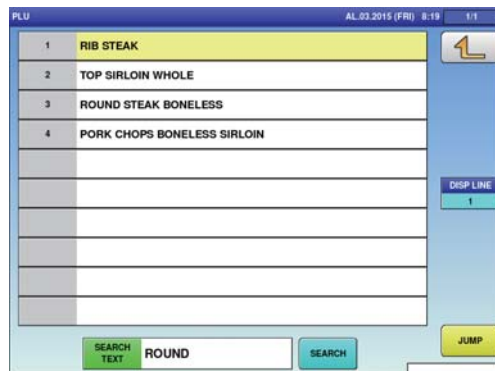 PLU AL.03.2015 (FRI) 8:19 1/1
1 RIB STEAK
2 TOP SIRLOIN WHOLE
3 ROUND STEAK BONELESS
4 PORK CHOPS BONELESS SIRLOIN
DISP LINE
1
SEARCH TEXT ROUND SEARCH
JUMP